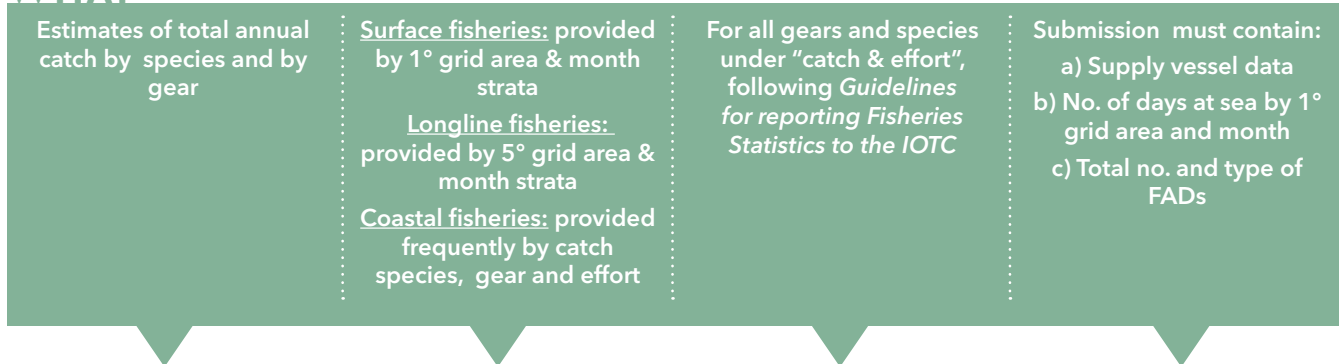 Estimates of total annual
catch by species and by
gear
Surface fisheries: provided
by 1° grid area & month
strata
Longline fisheries:
provided by 5° grid area &
month strata
Coastal fisheries: provided
frequently by catch
species, gear and effort
For all gears and species
under “catch & effort”,
following Guidelines
for reporting Fisheries
Statistics to the IOTC
Submission must contain:
a) Supply vessel data
b) No. of days at sea by 1°
grid area and month
c) Total no. and type of
FADs